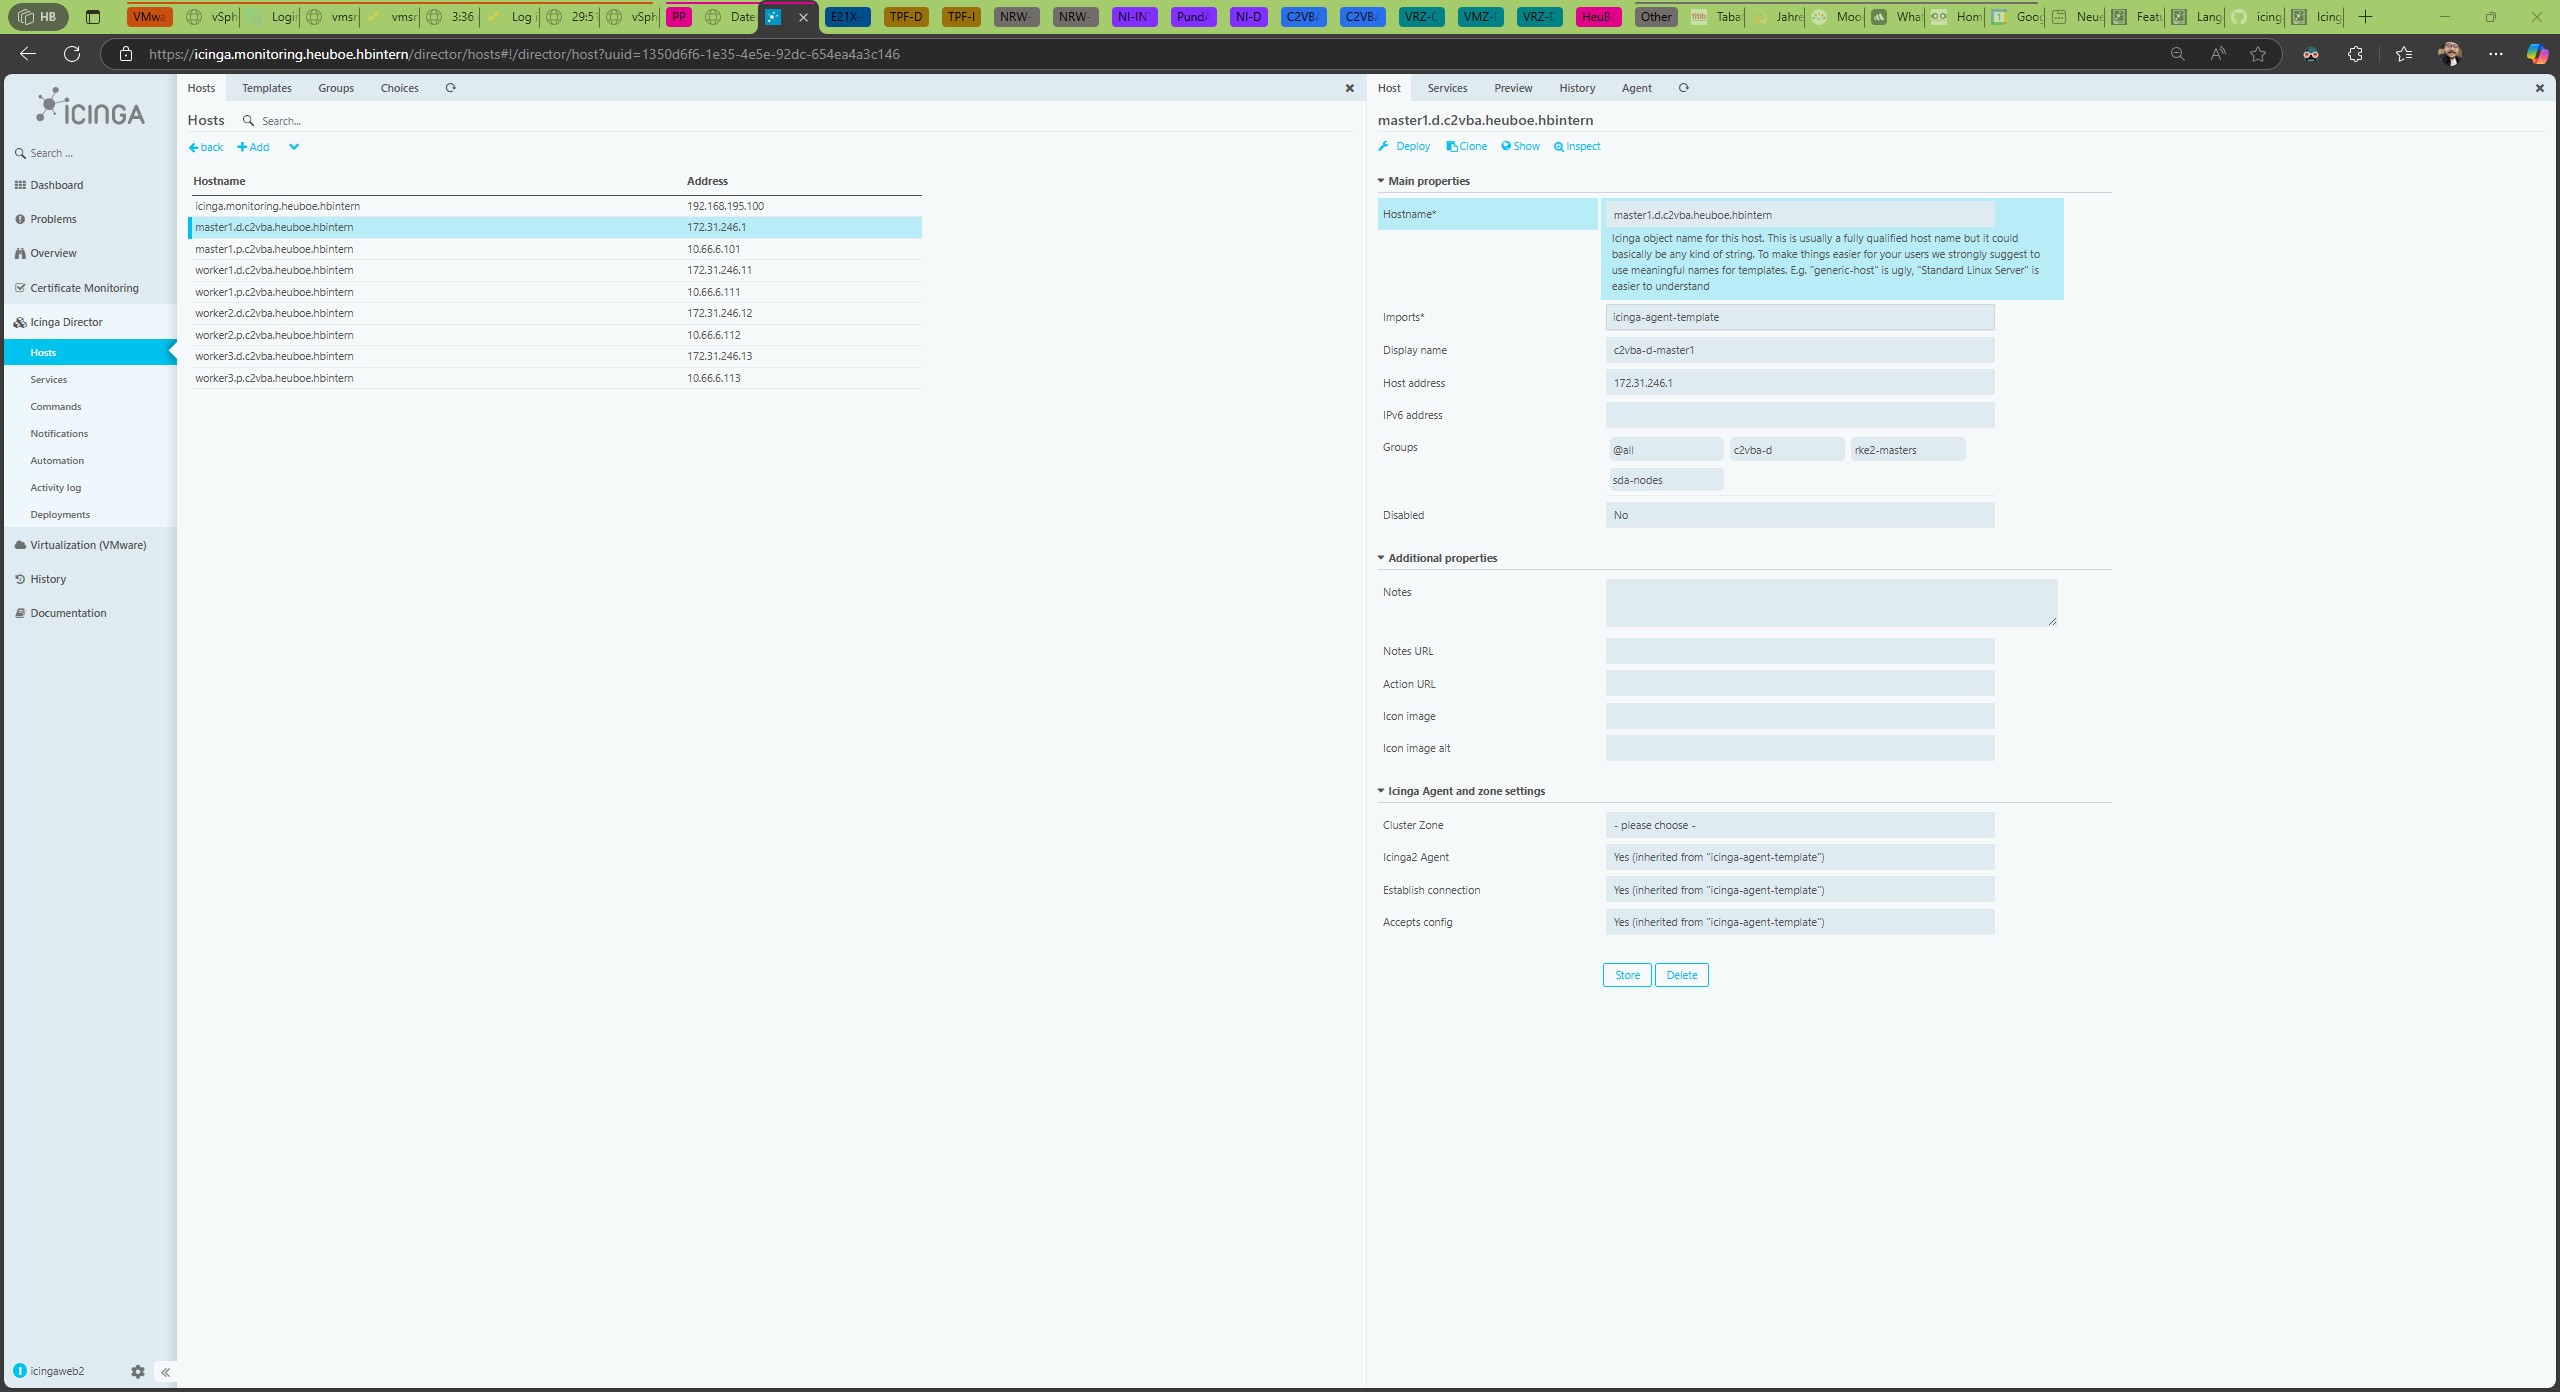 HB
VMwa
vSph
Logi
vmsr
vmsr
3:36
Log i
29:5
vSph
PP
Date
E21X-
TPF-D
TPF-I
NRW-
NRW-
NI-IN
Pund
NI-D
C2VB
C2VB
VRZ-C
VMZ-
VRZ-D
HeuB
Other
Taba
Jahre
Moo
Wha
Hom
Goog
Neue
Featu
Lang
icing
Icing
https://icinga.monitoring.heuboe.hbintern/director/hosts#!/director/host?uuid=1350d6f6-1e35-4e5e-92dc-654ea4a3c146
ICINGA
Search ...
Dashboard
Problems
Overview
Certificate Monitoring
Icinga Director
Hosts
Services
Commands
Notifications
Automation
Activity log
Deployments
Virtualization (VMware)
History
Documentation
icingaweb2
Hosts Templates Groups Choices
Hosts Search...
back Add
Hostname Address
icinga.monitoring.heuboe.hbintern 192.168.195.100
master1.d.c2vba.heuboe.hbintern 172.31.246.1
master1.p.c2vba.heuboe.hbintern 10.66.6.101
worker1.d.c2vba.heuboe.hbintern 172.31.246.11
worker1.p.c2vba.heuboe.hbintern 10.66.6.111
worker2.d.c2vba.heuboe.hbintern 172.31.246.12
worker2.p.c2vba.heuboe.hbintern 10.66.6.112
worker3.d.c2vba.heuboe.hbintern 172.31.246.13
worker3.p.c2vba.heuboe.hbintern 10.66.6.113
Host Services Preview History Agent
master1.d.c2vba.heuboe.hbintern
Deploy Clone Show Inspect
Main properties
Hostname* master1.d.c2vba.heuboe.hbintern
Icinga object name for this host. This is usually a fully qualified host name but it could
basically be any kind of string. To make things easier for your users we strongly suggest to
use meaningful names for templates. E.g. "generic-host" is ugly, "Standard Linux Server" is
easier to understand
Imports* icinga-agent-template
Display name c2vba-d-master1
Host address 172.31.246.1
IPv6 address
Groups @all c2vba-d rke2-masters
sda-nodes
Disabled No
Additional properties
Notes
Notes URL
Action URL
Icon image
Icon image alt
Icinga Agent and zone settings
Cluster Zone - please choose -
Icinga2 Agent Yes (inherited from "icinga-agent-template")
Establish connection Yes (inherited from "icinga-agent-template")
Accepts config Yes (inherited from "icinga-agent-template")
Store Delete